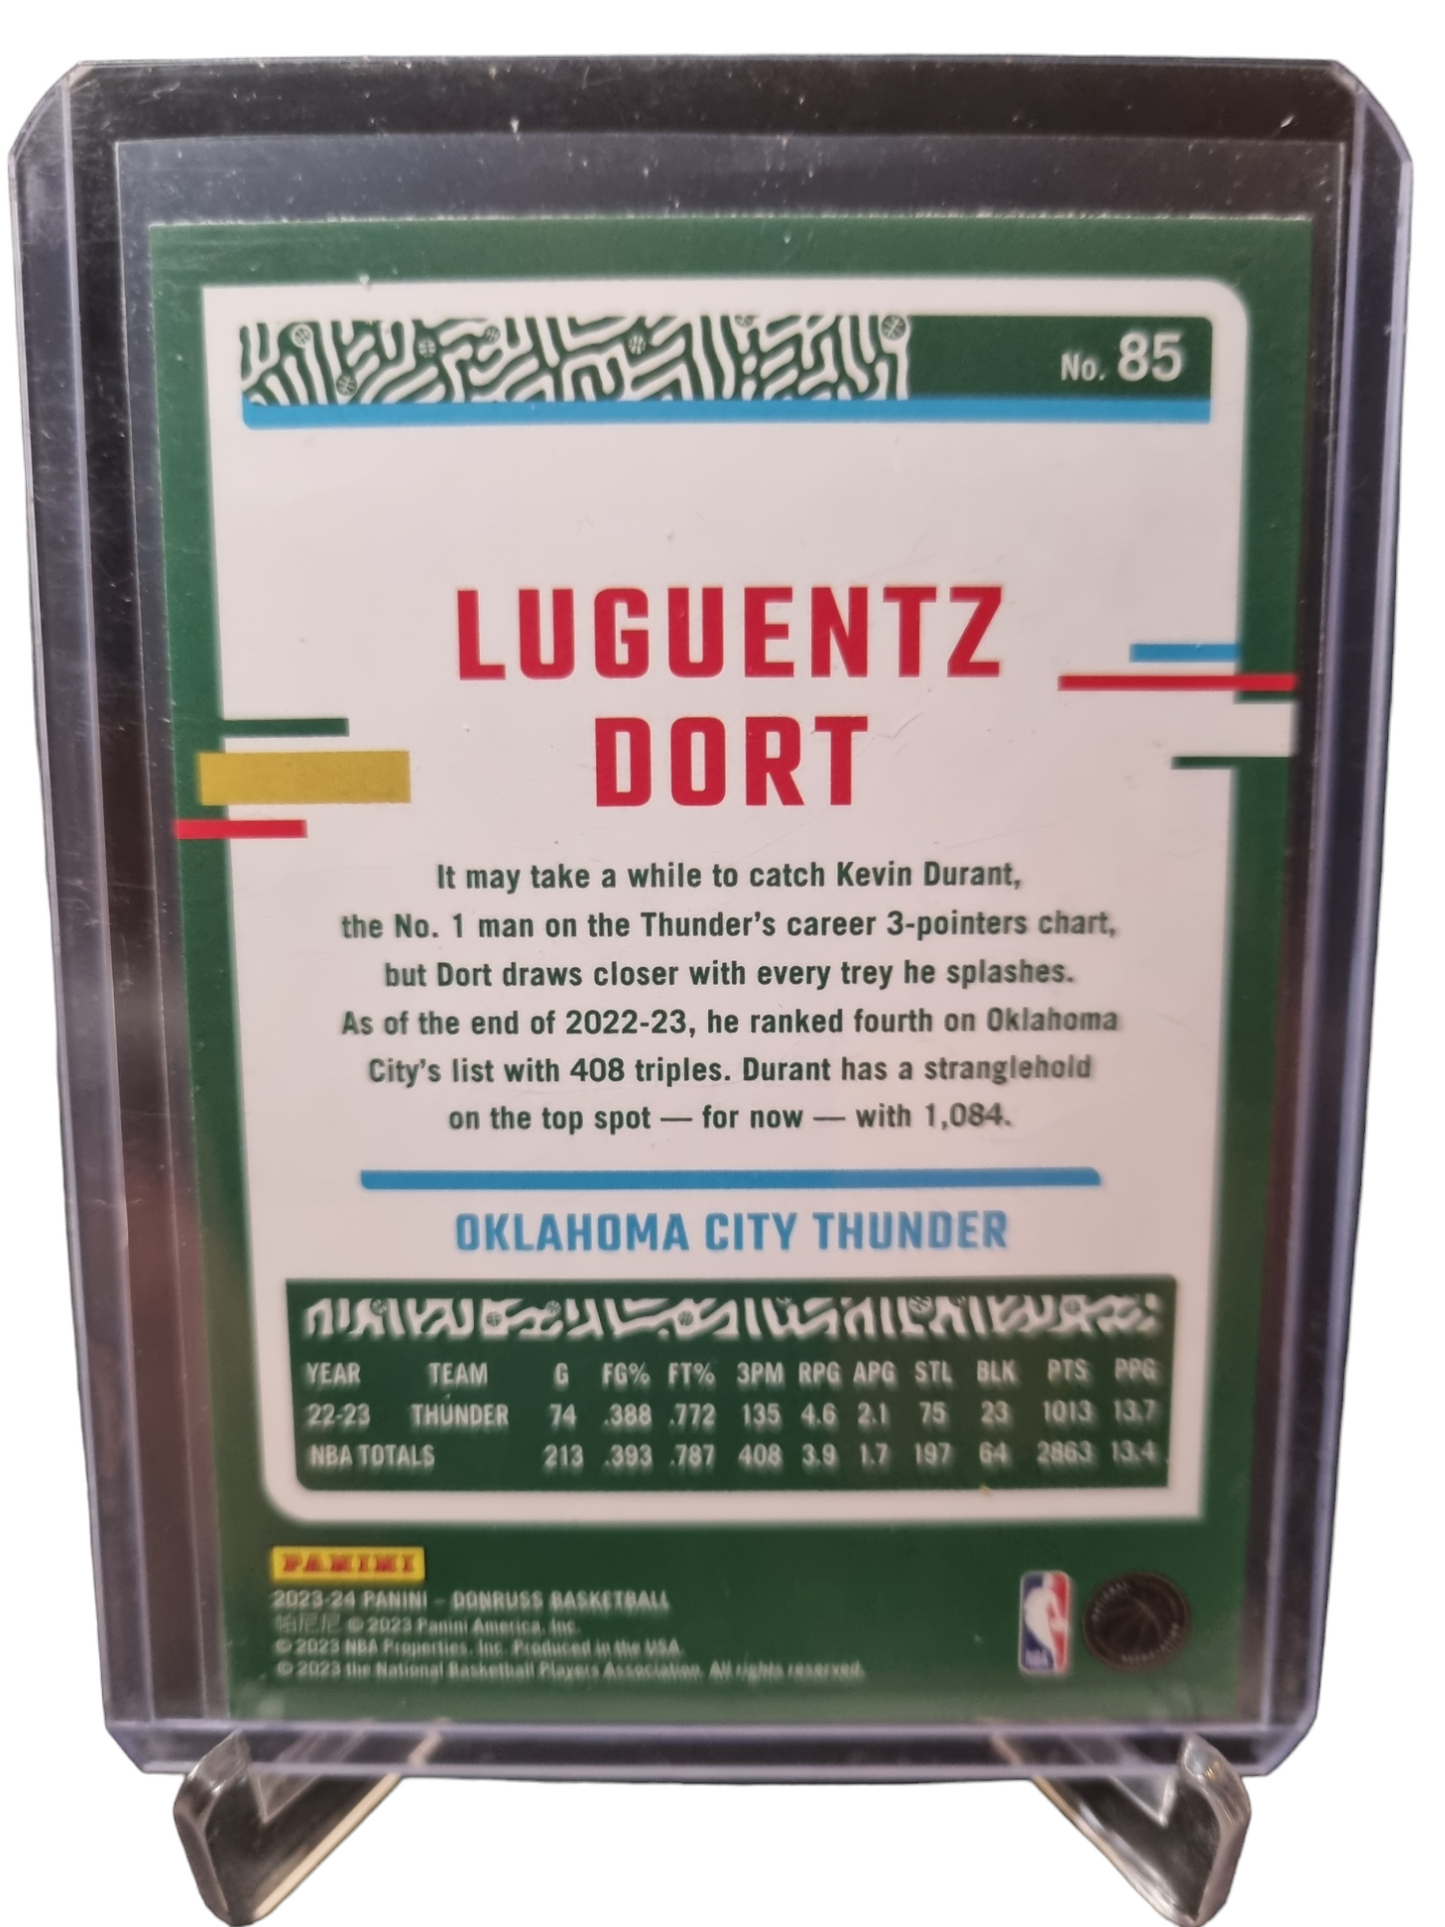 No. 85
LUGUENTZ
DORT
It may take a while to catch Kevin Durant,
the No. 1 man on the Thunder's career 3-pointers chart,
but Dort draws closer with every trey he splashes.
As of the end of 2022-23, he ranked fourth on Oklahoma
City's list with 408 triples. Durant has a stranglehold
on the top spot — for now — with 1,084.
OKLAHOMA CITY THUNDER
YEAR TEAM G FG% FT% 3PM RPG APG STL BLK PTS PPG
22-23 THUNDER 74 .388 .772 135 4.6 2.1 75 23 1013 13.7
NBA TOTALS 213 .393 .787 408 3.9 1.7 197 64 2863 13.4
PANINI
2023-24 PANINI – DONRUSS BASKETBALL
帕尼尼 © 2023 Panini America, Inc.
© 2023 NBA Properties, Inc. Produced in the USA.
© 2023 the National Basketball Players Association. All rights reserved.
NBA